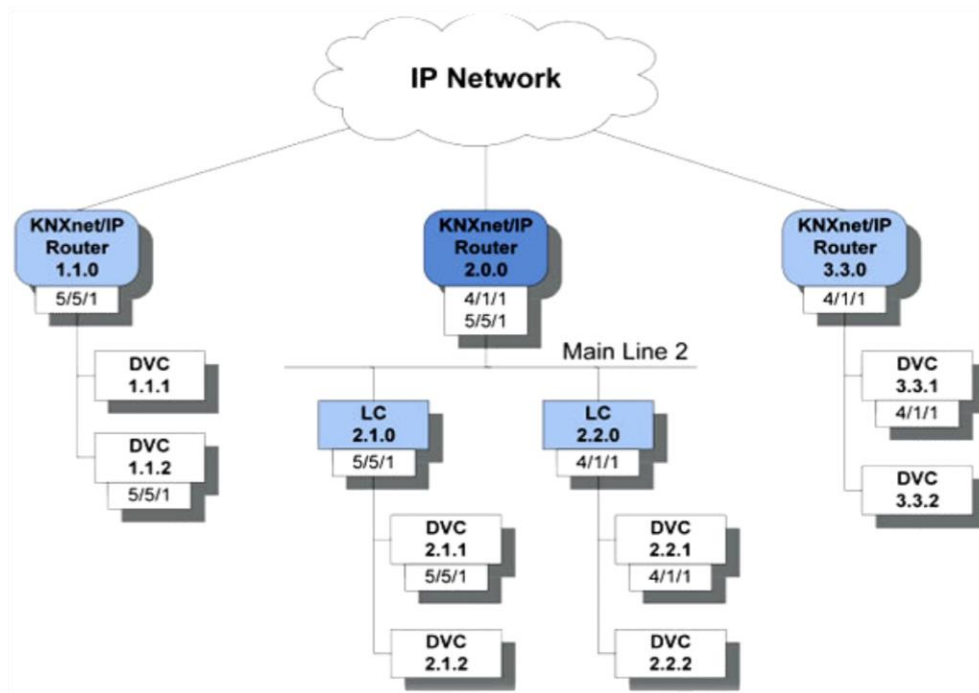 IP Network
KNXnet/IP
Router
1.1.0
5/5/1
DVC
1.1.1
DVC
1.1.2
5/5/1
KNXnet/IP
Router
2.0.0
4/1/1
5/5/1
Main Line 2
LC
2.1.0
5/5/1
DVC
2.1.1
5/5/1
DVC
2.1.2
LC
2.2.0
4/1/1
DVC
2.2.1
4/1/1
DVC
2.2.2
KNXnet/IP
Router
3.3.0
4/1/1
DVC
3.3.1
4/1/1
DVC
3.3.2